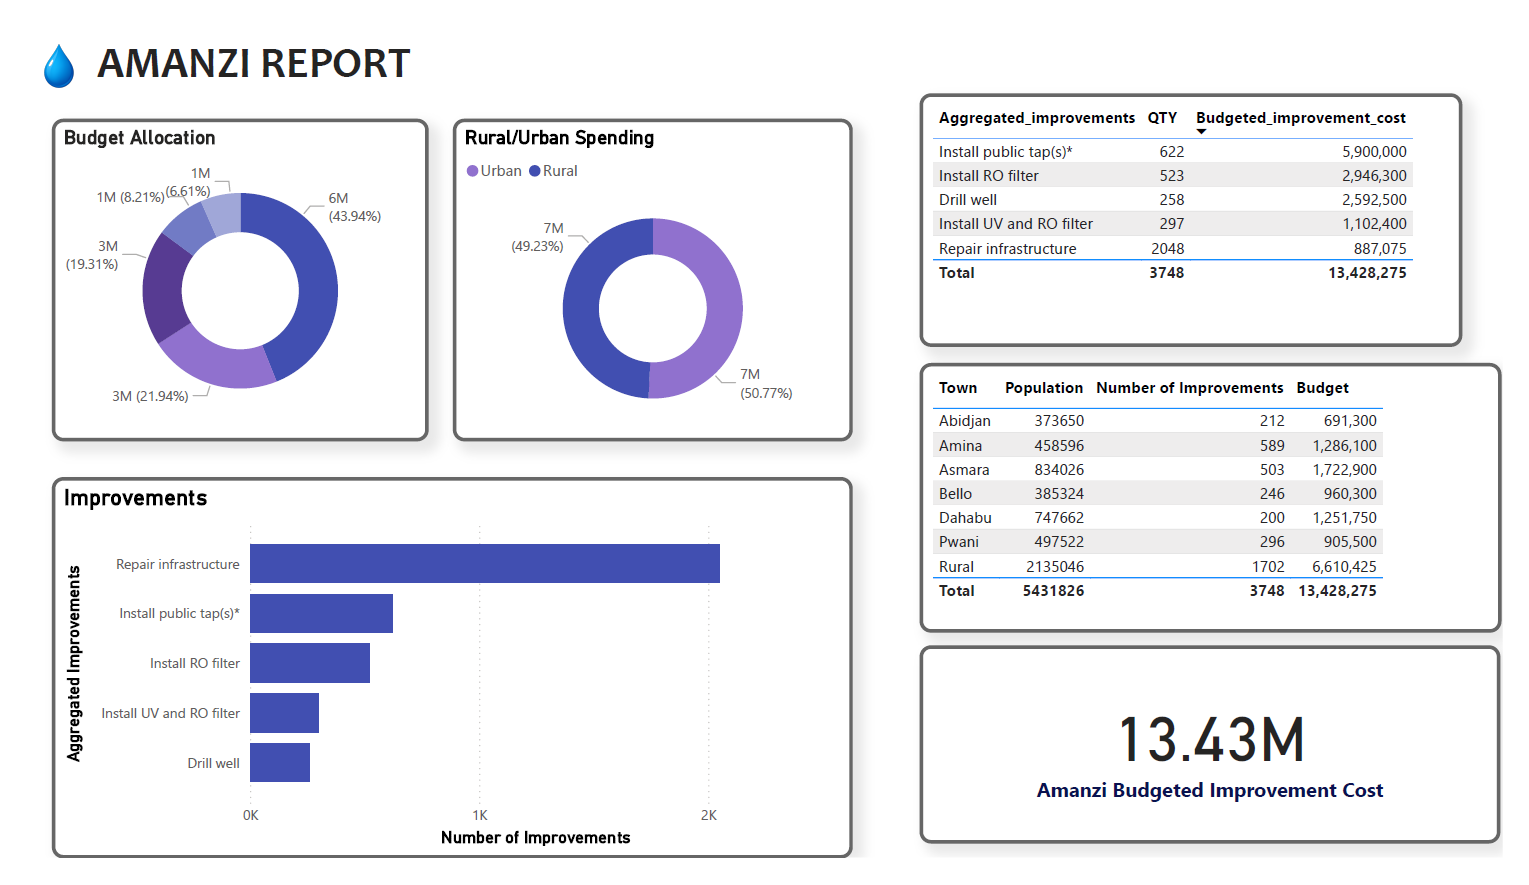 AMANZI REPORT
Budget Allocation
1M
(6.61%)
1M (8.21%)
6M
(43.94%)
3M
(19.31%)
3M (21.94%)
Rural/Urban Spending
Urban Rural
7M
(49.23%)
7M
(50.77%)
Improvements
Aggregated Improvements
Repair infrastructure
Install public tap(s)*
Install RO filter
Install UV and RO filter
Drill well
0K 1K 2K
Number of Improvements
Aggregated_improvements QTY Budgeted_improvement_cost
Install public tap(s)* 622 5,900,000
Install RO filter 523 2,946,300
Drill well 258 2,592,500
Install UV and RO filter 297 1,102,400
Repair infrastructure 2048 887,075
Total 3748 13,428,275
Town Population Number of Improvements Budget
Abidjan 373650 212 691,300
Amina 458596 589 1,286,100
Asmara 834026 503 1,722,900
Bello 385324 246 960,300
Dahabu 747662 200 1,251,750
Pwani 497522 296 905,500
Rural 2135046 1702 6,610,425
Total 5431826 3748 13,428,275
13.43M
Amanzi Budgeted Improvement Cost